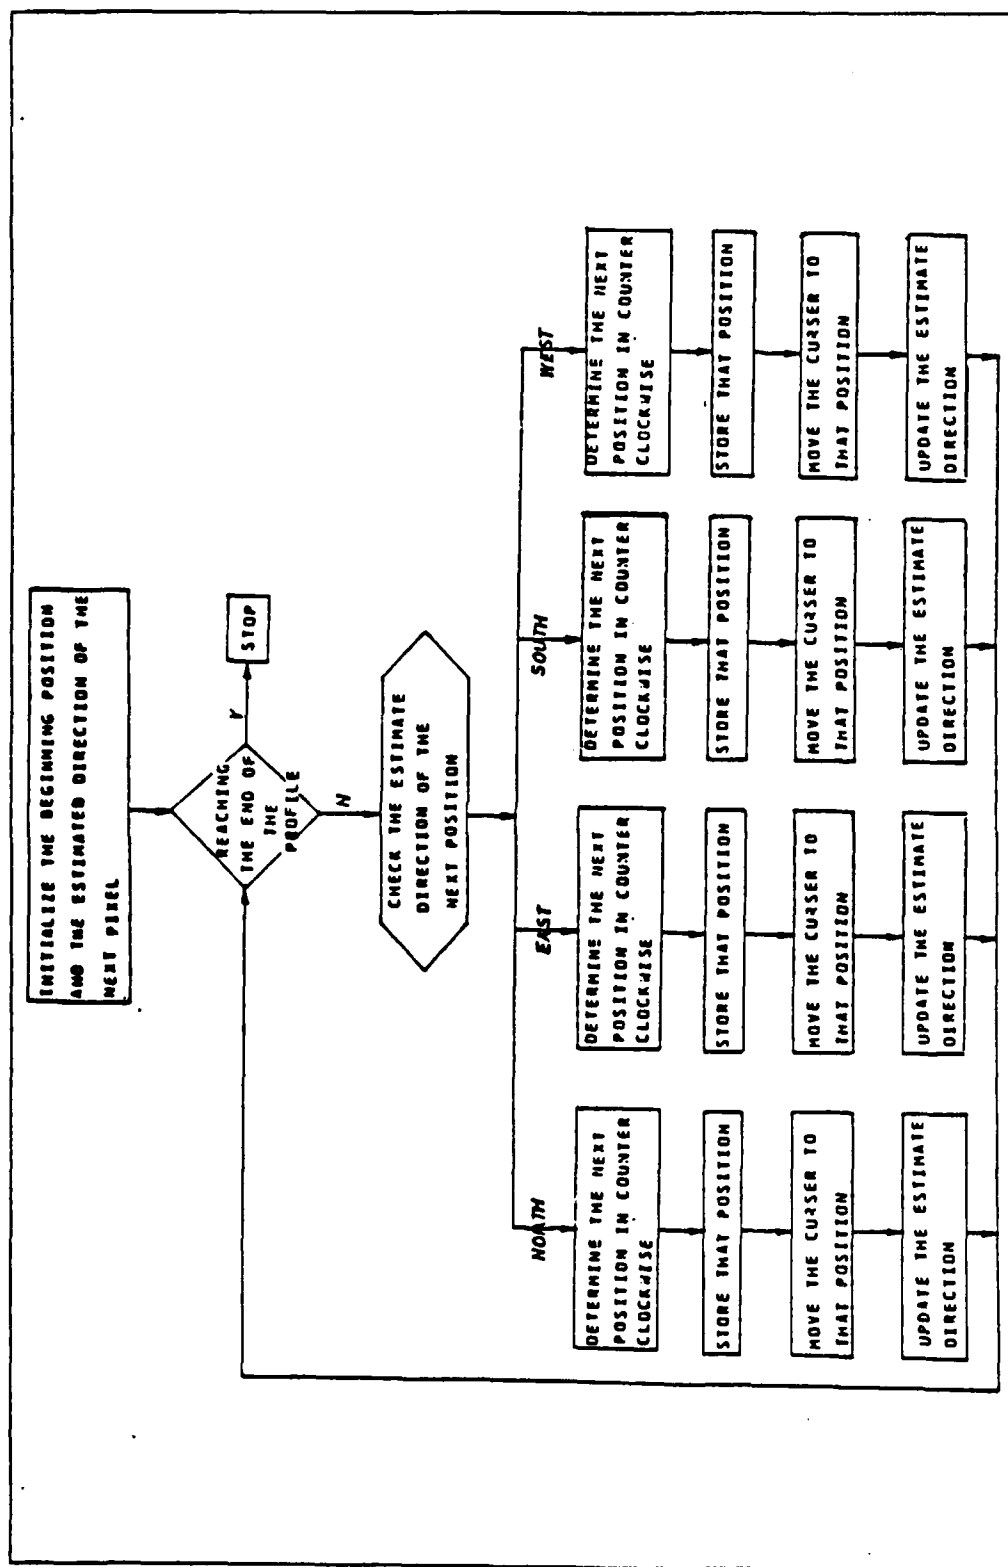 INITIALIZE THE BEGINNING POSITION
AND THE ESTIMATED DIRECTION OF THE
NEXT PIXEL
REACHING
THE END OF
THE
PROFILE
Y
STOP
N
CHECK THE ESTIMATE
DIRECTION OF THE
NEXT POSITION
NORTH
EAST
SOUTH
WEST
DETERMINE THE NEXT
POSITION IN COUNTER
CLOCKWISE
STORE THAT POSITION
MOVE THE CURSER TO
THAT POSITION
UPDATE THE ESTIMATE
DIRECTION
DETERMINE THE NEXT
POSITION IN COUNTER
CLOCKWISE
STORE THAT POSITION
MOVE THE CURSER TO
THAT POSITION
UPDATE THE ESTIMATE
DIRECTION
DETERMINE THE NEXT
POSITION IN COUNTER
CLOCKWISE
STORE THAT POSITION
MOVE THE CURSER TO
THAT POSITION
UPDATE THE ESTIMATE
DIRECTION
DETERMINE THE NEXT
POSITION IN COUNTER
CLOCKWISE
STORE THAT POSITION
MOVE THE CURSER TO
THAT POSITION
UPDATE THE ESTIMATE
DIRECTION